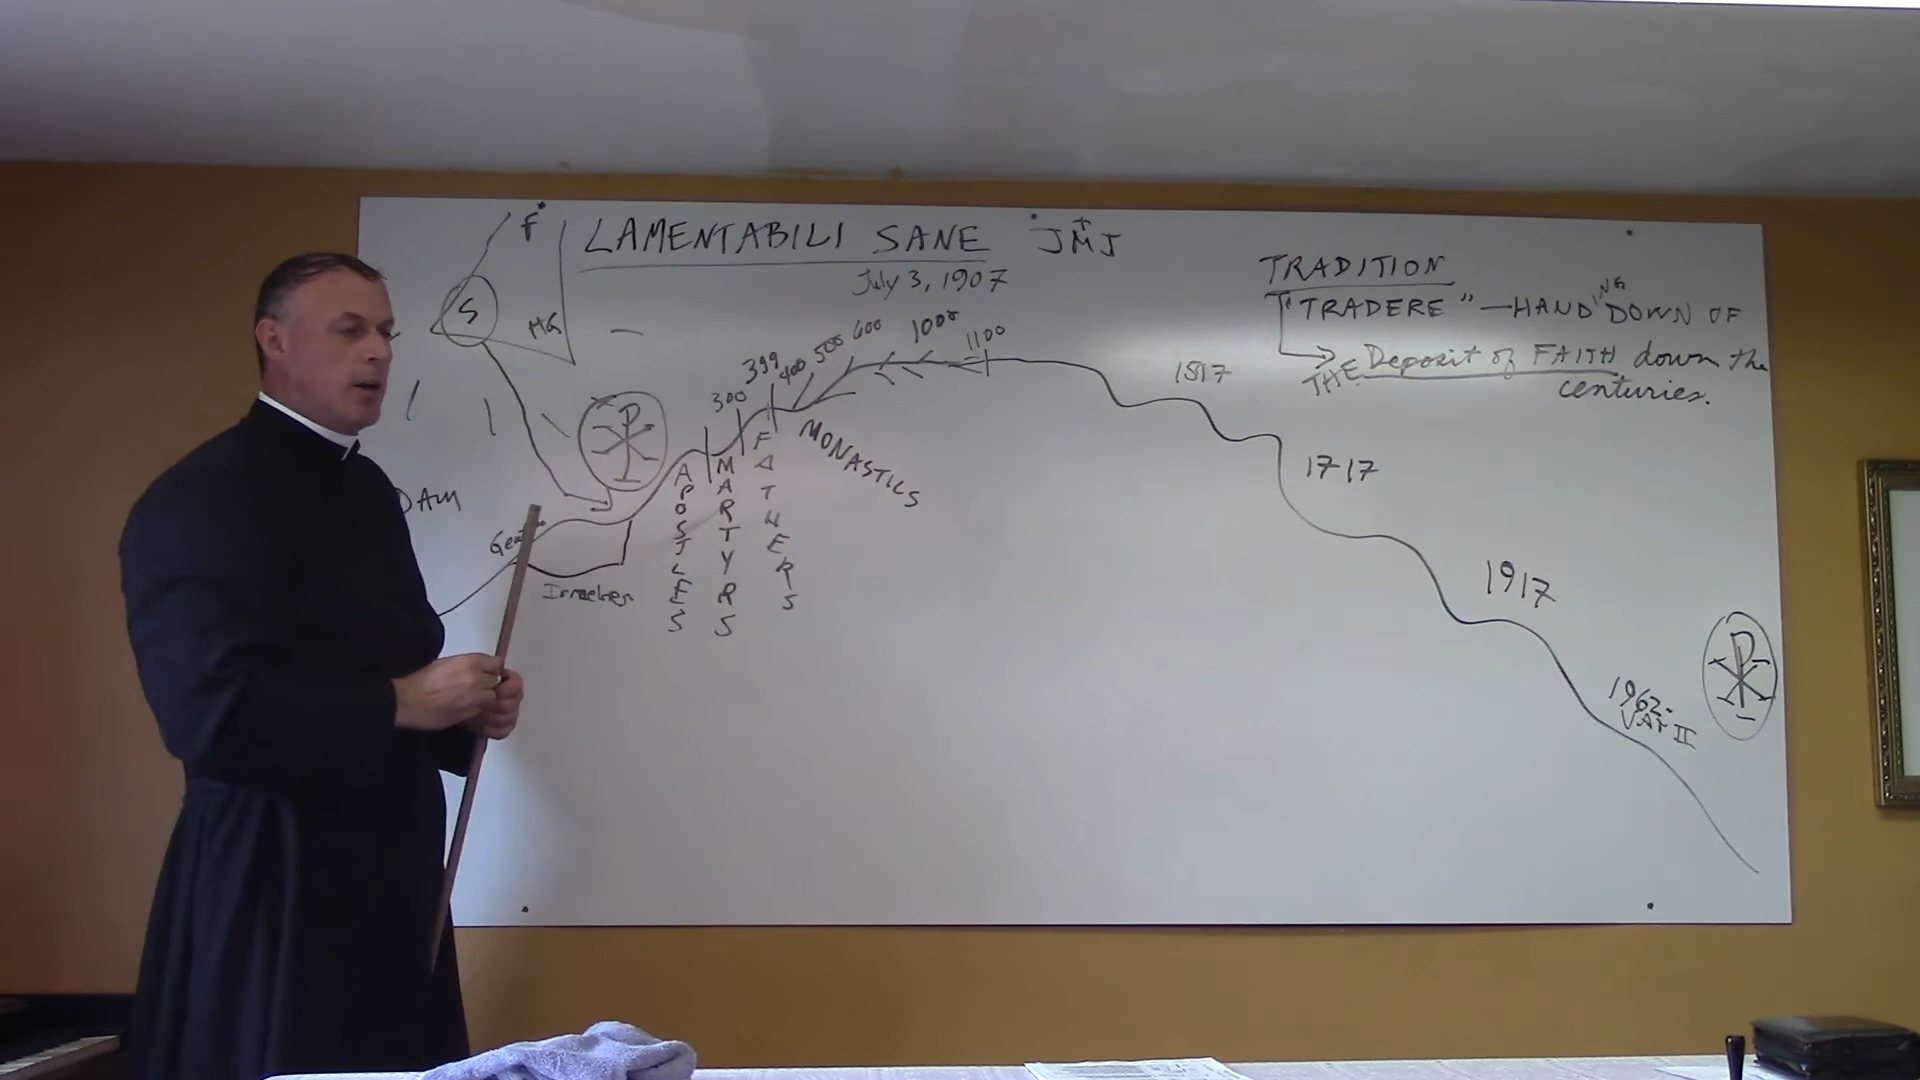 LAMENTABILI SANE JMJ
July 3, 1907
F
S
HG
TRADITION
"TRADERE" — HANDING DOWN OF
THE Deposit of FAITH down the
centuries.
300
399
400
500
600
1000
1100
1517
1717
1917
1962-
VAT II
DAM
APOSTLES
MARTYRS
FATHERS
MONASTICS
Israelites